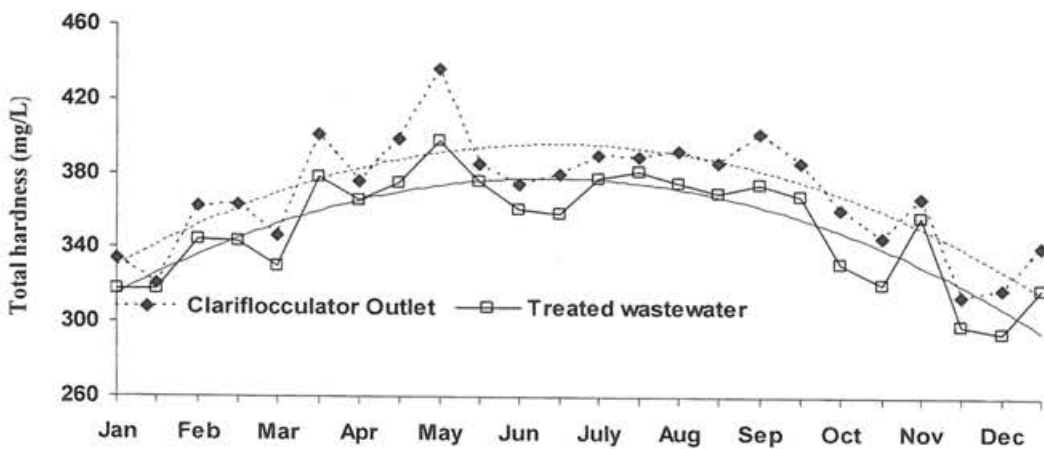 460
420
380
340
300
260
Total hardness (mg/L)
Clariflocculator Outlet Treated wastewater
Jan Feb Mar Apr May Jun July Aug Sep Oct Nov Dec